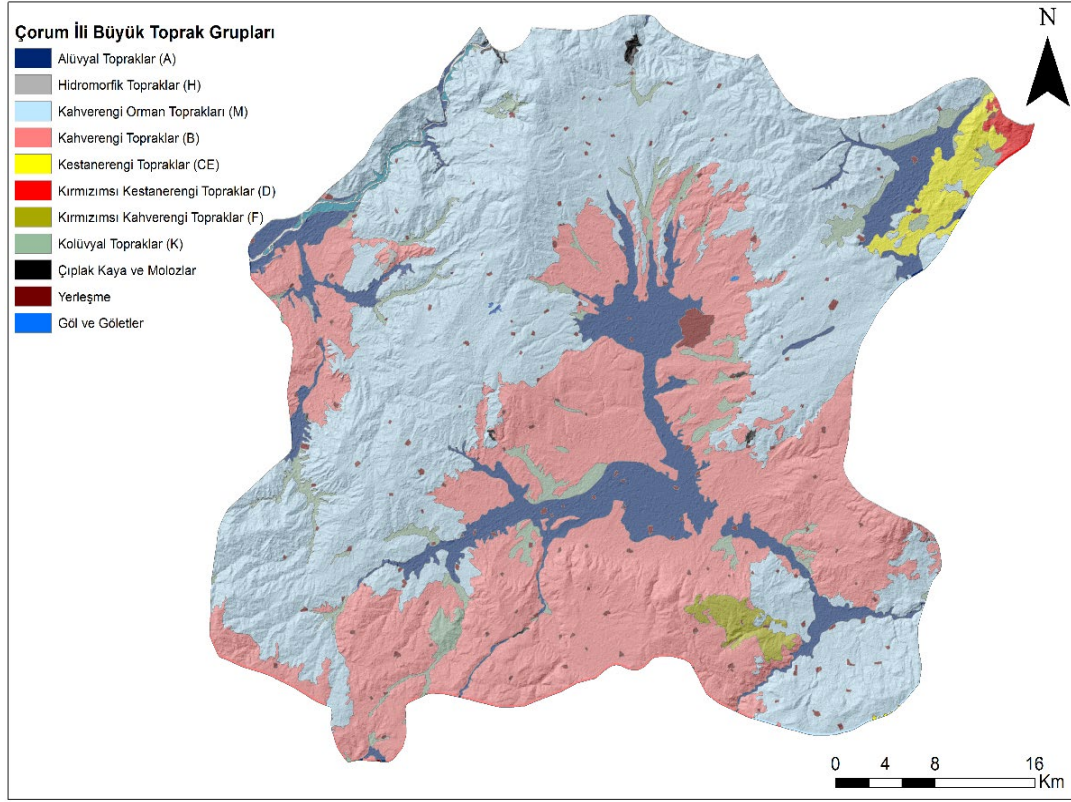 Çorum İli Büyük Toprak Grupları
Alüvyal Topraklar (A)
Hidromorfik Topraklar (H)
Kahverengi Orman Toprakları (M)
Kahverengi Topraklar (B)
Kestanerengi Topraklar (CE)
Kırmızımsı Kestanerengi Topraklar (D)
Kırmızımsı Kahverengi Topraklar (F)
Kolüvyal Topraklar (K)
Çıplak Kaya ve Molozlar
Yerleşme
Göl ve Göletler
N
0 4 8 16
Km